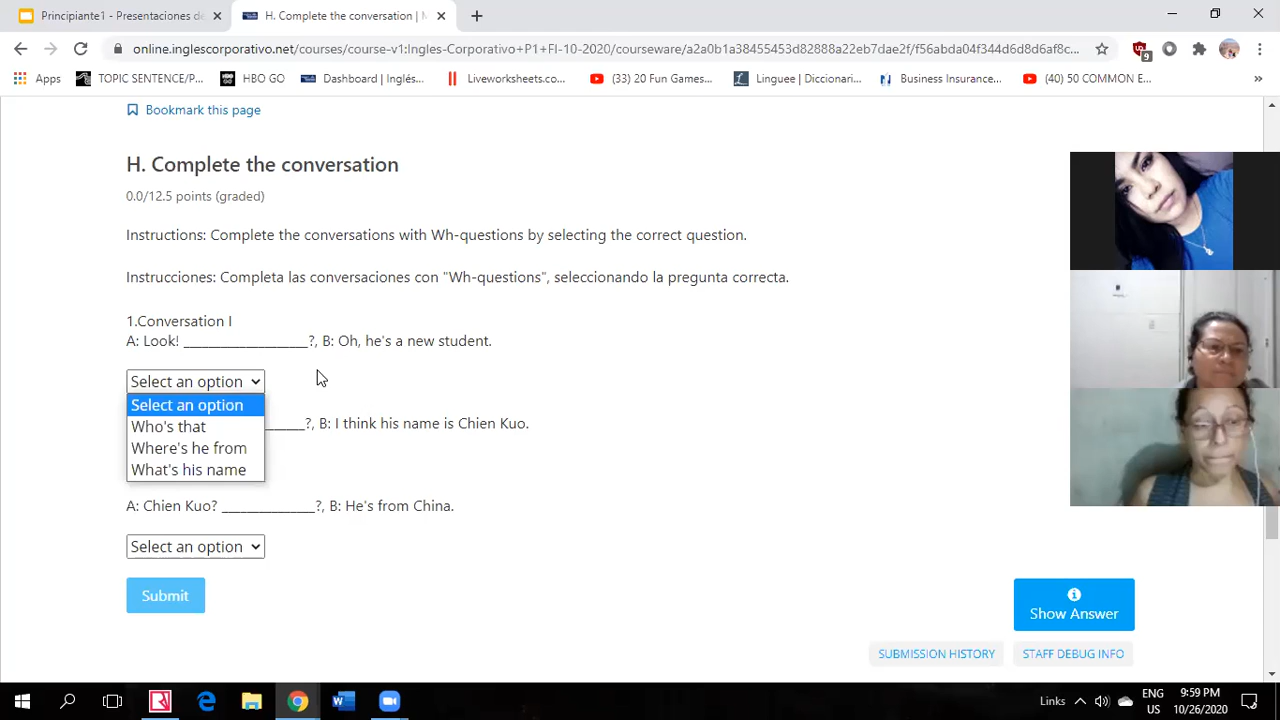 Principiante1 - Presentaciones de
H. Complete the conversation | M
online.inglescorporativo.net/courses/course-v1:Ingles-Corporativo+P1+FI-10-2020/courseware/a2a0b1a38455453d82888a22eb7dae2f/f56abda04f344d6d8d6af8c...
9
Apps
TOPIC SENTENCE/P...
HBO GO
Dashboard | Inglés...
Liveworksheets.co...
(33) 20 Fun Games...
Linguee | Diccionari...
Business Insurance...
(40) 50 COMMON E...
»
Bookmark this page
H. Complete the conversation
0.0/12.5 points (graded)
Instructions: Complete the conversations with Wh-questions by selecting the correct question.
Instrucciones: Completa las conversaciones con "Wh-questions", seleccionando la pregunta correcta.
1.Conversation I
A: Look! ____________________?, B: Oh, he's a new student.
Select an option
Select an option
Who's that
Where's he from
What's his name
______?, B: I think his name is Chien Kuo.
A: Chien Kuo? _______________?, B: He's from China.
Select an option
Submit
Show Answer
SUBMISSION HISTORY
STAFF DEBUG INFO
Links
ENG
US
9:59 PM
10/26/2020